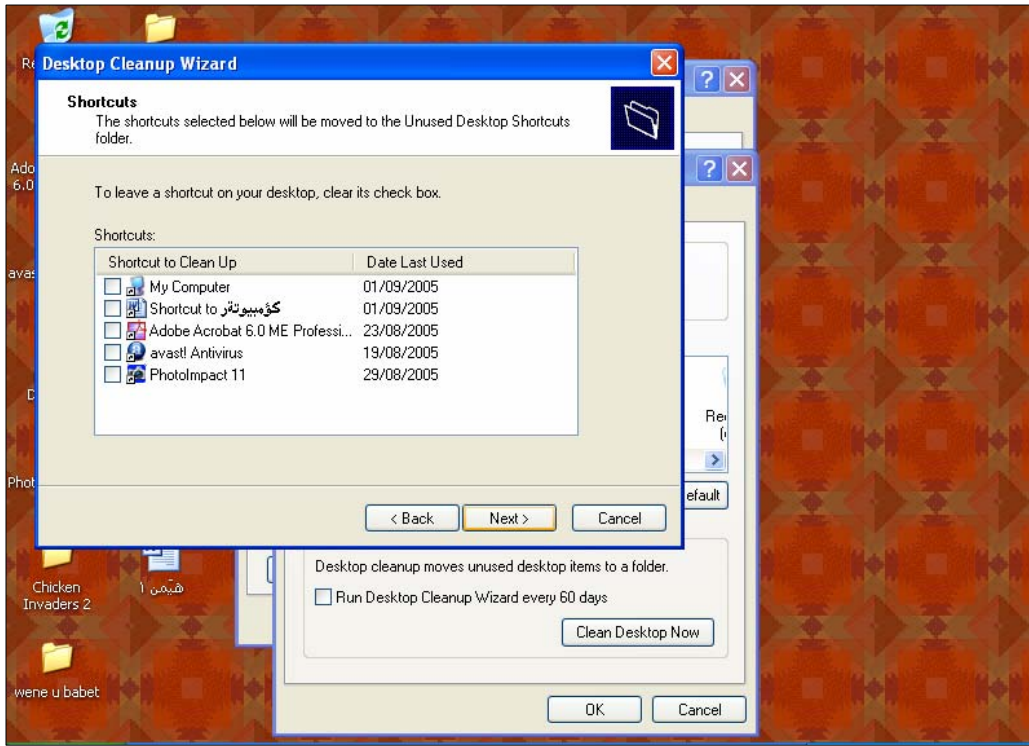 Desktop Cleanup Wizard
Shortcuts
The shortcuts selected below will be moved to the Unused Desktop Shortcuts
folder.
To leave a shortcut on your desktop, clear its check box.
Shortcuts:
Shortcut to Clean Up Date Last Used
My Computer 01/09/2005
Shortcut to كؤمبيوتةر 01/09/2005
Adobe Acrobat 6.0 ME Professi... 23/08/2005
avast! Antivirus 19/08/2005
PhotoImpact 11 29/08/2005
< Back Next > Cancel
Desktop cleanup moves unused desktop items to a folder.
Run Desktop Cleanup Wizard every 60 days
Clean Desktop Now
OK Cancel
Chicken
Invaders 2
هيَمن ١
wene u babet